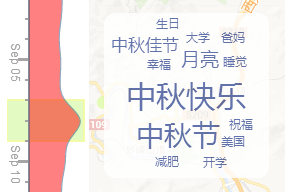 生日
大学 爸妈
中秋佳节
月亮 睡觉
幸福
Sep 05
中秋快乐
109
祝福
中秋节
美国
减肥 开学
Sep 10